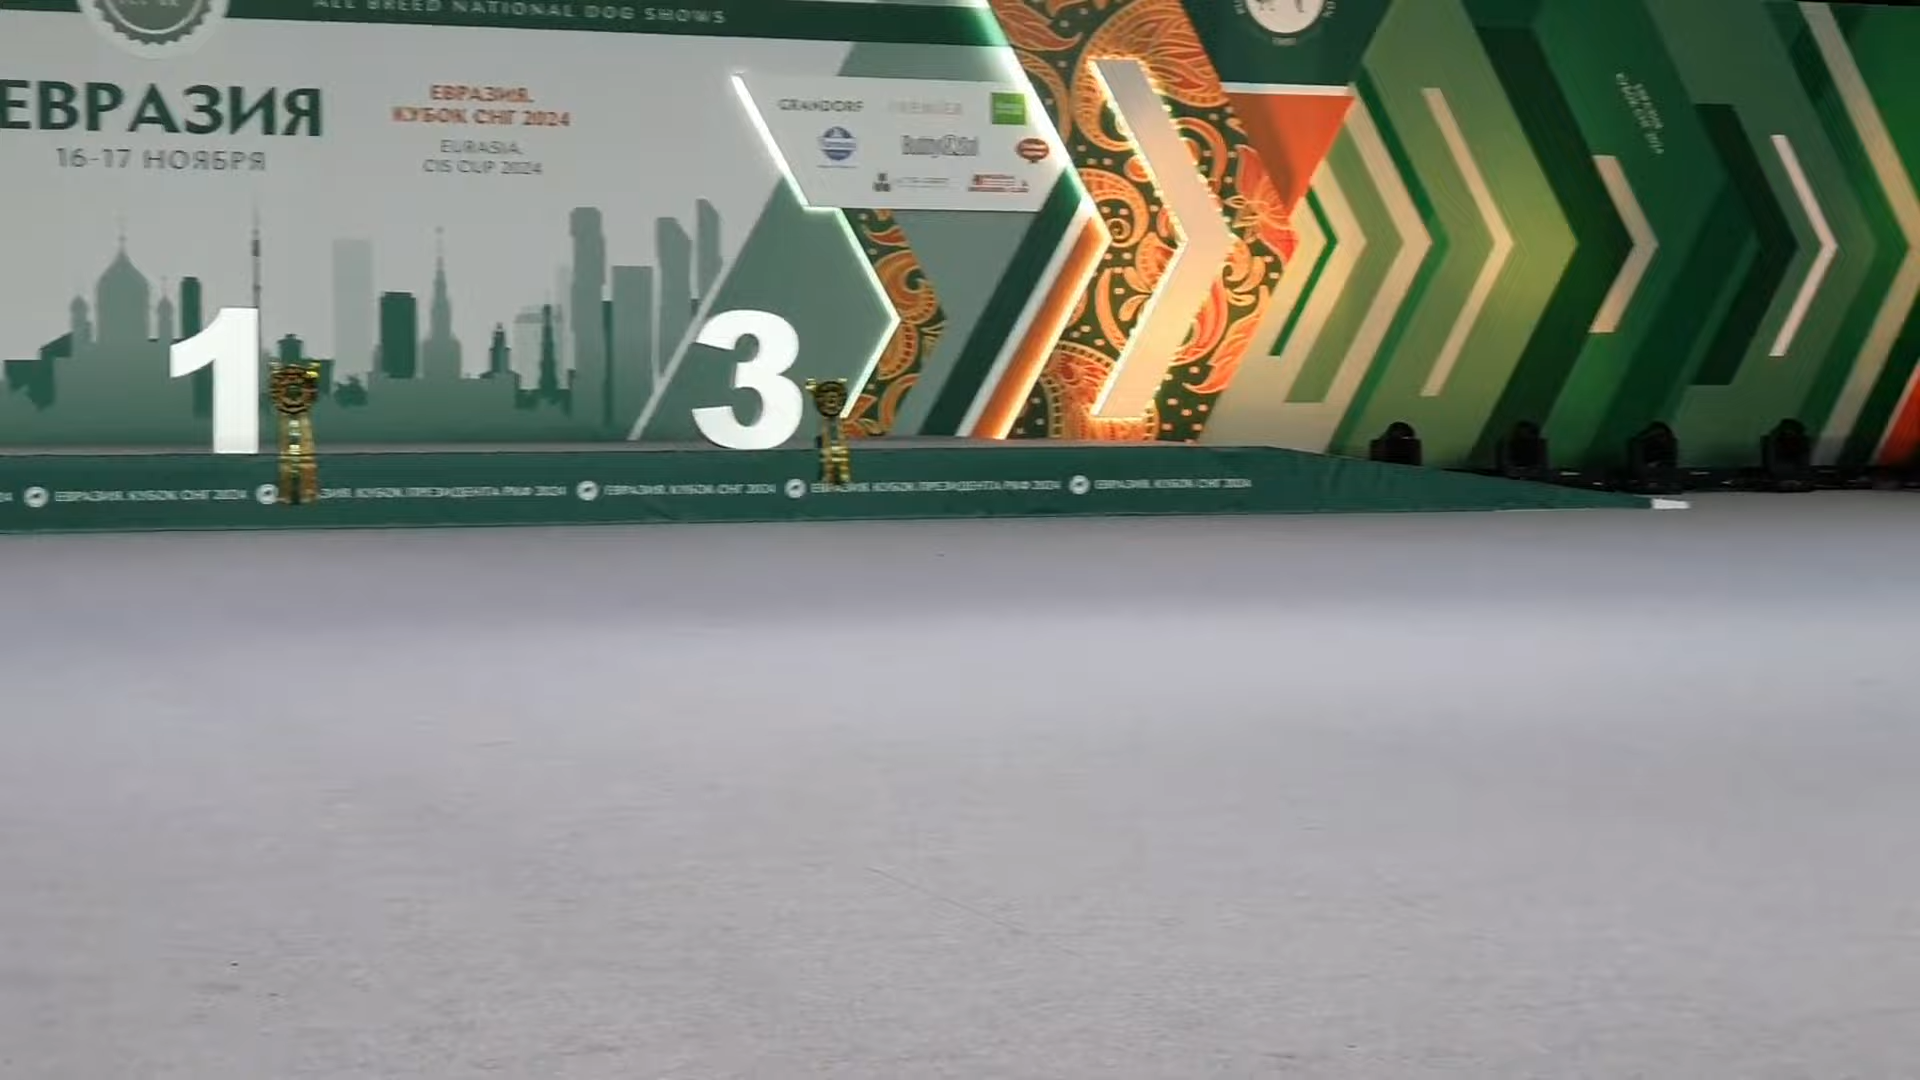 ALL BREED NATIONAL DOG SHOWS
ЕВРАЗИЯ
16-17 НОЯБРЯ
ЕВРАЗИЯ.
КУБОК СНГ 2024
EURASIA.
CIS CUP 2024
GRANDORF PREMIER
1
3
ЕВРАЗИЯ. КУБОК СНГ 2024 ЕВРАЗИЯ. КУБОК ПРЕЗИДЕНТА РКФ 2024 ЕВРАЗИЯ. КУБОК СНГ 2024 ЕВРАЗИЯ. КУБОК ПРЕЗИДЕНТА РКФ 2024 ЕВРАЗИЯ. КУБОК СНГ 2024